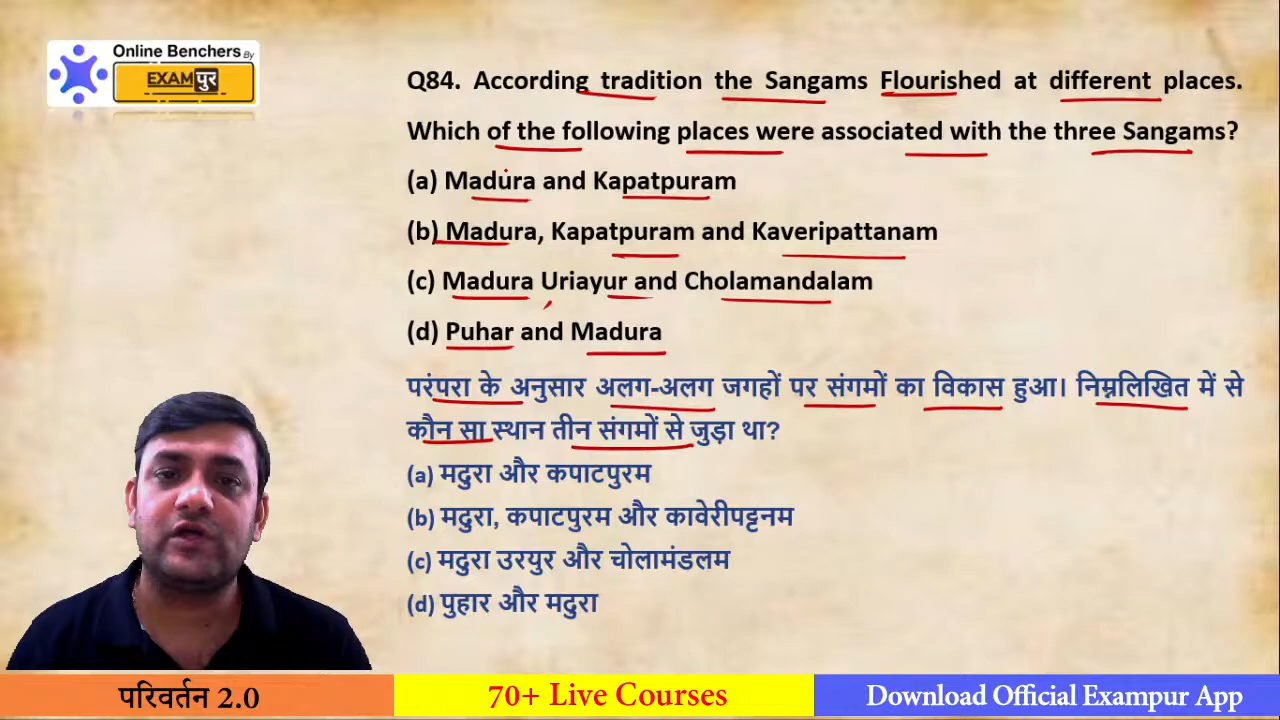 Online Benchers By
EXAMपुर
Q84. According tradition the Sangams Flourished at different places.
Which of the following places were associated with the three Sangams?
(a) Madura and Kapatpuram
(b) Madura, Kapatpuram and Kaveripattanam
(c) Madura Uriayur and Cholamandalam
(d) Puhar and Madura
परंपरा के अनुसार अलग-अलग जगहों पर संगमों का विकास हुआ। निम्नलिखित में से
कौन सा स्थान तीन संगमों से जुड़ा था?
(a) मदुरा और कपाटपुरम
(b) मदुरा, कपाटपुरम और कावेरीपट्टनम
(c) मदुरा उरयुर और चोलामंडलम
(d) पुहार और मदुरा
परिवर्तन 2.0
70+ Live Courses
Download Official Exampur App